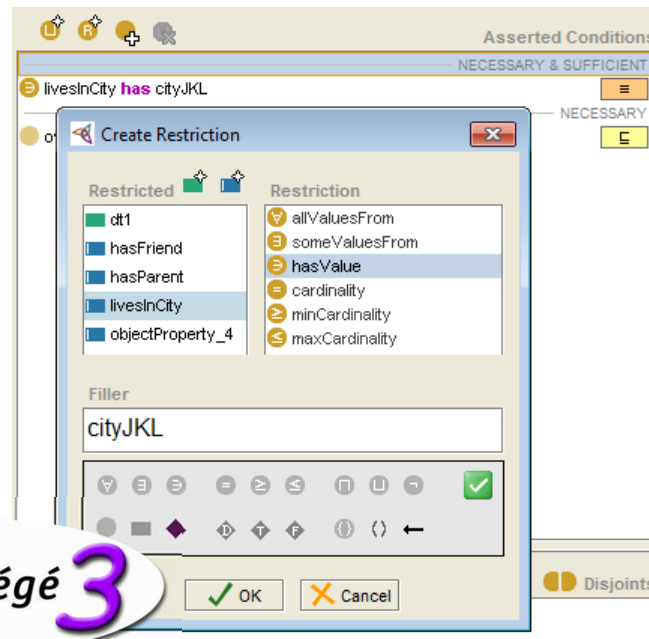 Asserted Conditions
NECESSARY & SUFFICIENT
livesInCity has cityJKL
≡
NECESSARY
⊑
Create Restriction
Restricted
Restriction
dt1
hasFriend
hasParent
livesInCity
objectProperty_4
∀ allValuesFrom
∃ someValuesFrom
∋ hasValue
= cardinality
≥ minCardinality
≤ maxCardinality
Filler
cityJKL
∀ ∃ ∋ = ≥ ≤ ⊓ ⊔ ¬
D T F {} () ←
égé 3
OK
Cancel
Disjoints